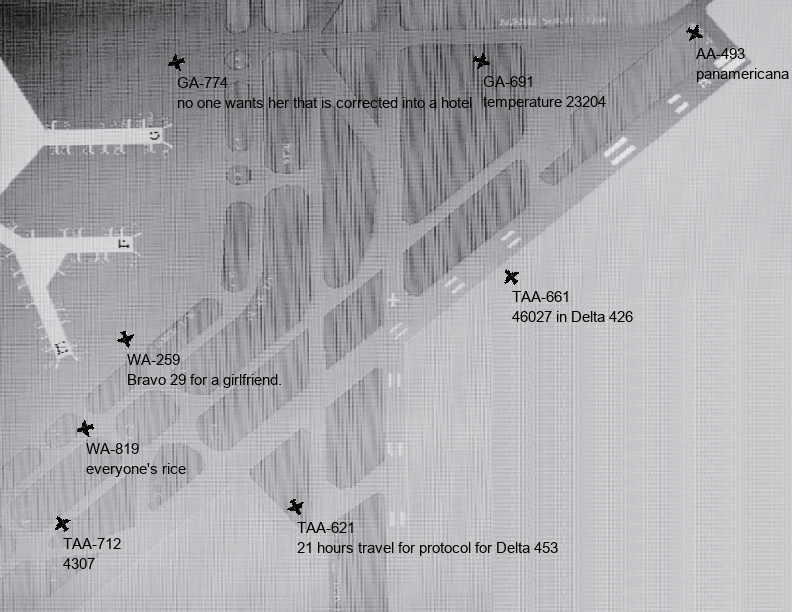 AA-493
panamericana
GA-774
no one wants her that is corrected into a hotel
GA-691
temperature 23204
TAA-661
46027 in Delta 426
WA-259
Bravo 29 for a girlfriend.
WA-819
everyone's rice
TAA-621
21 hours travel for protocol for Delta 453
TAA-712
4307